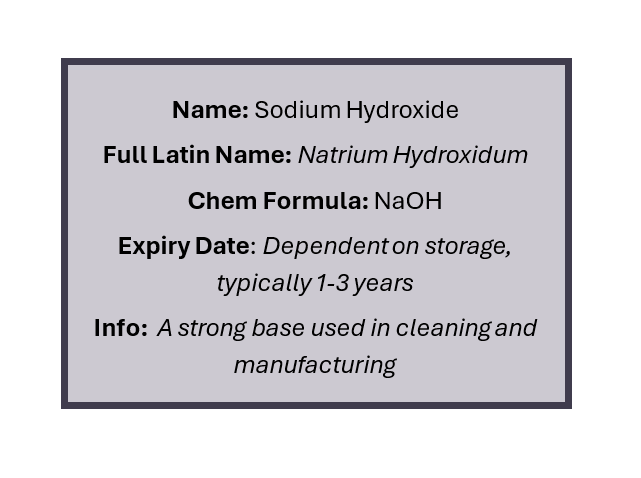 Name: Sodium Hydroxide
Full Latin Name: Natrium Hydroxidum
Chem Formula: NaOH
Expiry Date: Dependent on storage,
typically 1-3 years
Info: A strong base used in cleaning and
manufacturing